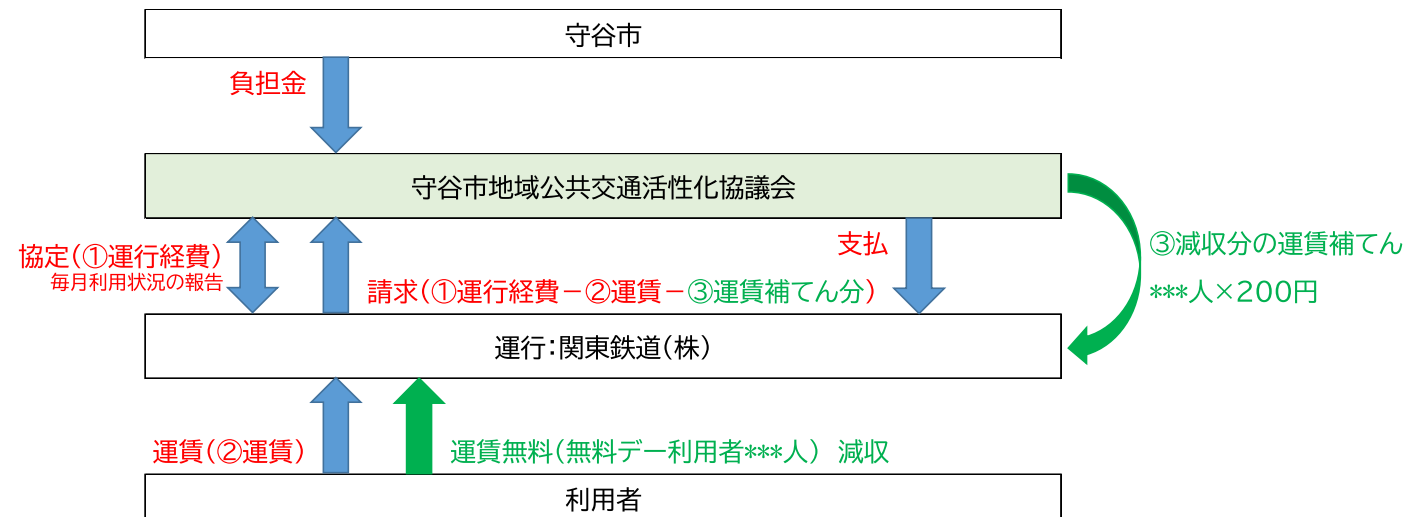 守谷市
負担金
守谷市地域公共交通活性化協議会
協定(①運行経費)
毎月利用状況の報告
請求(①運行経費－②運賃－③運賃補てん分)
支払
③減収分の運賃補てん
***人×200円
運行:関東鉄道(株)
運賃(②運賃)
運賃無料(無料デー利用者***人) 減収
利用者